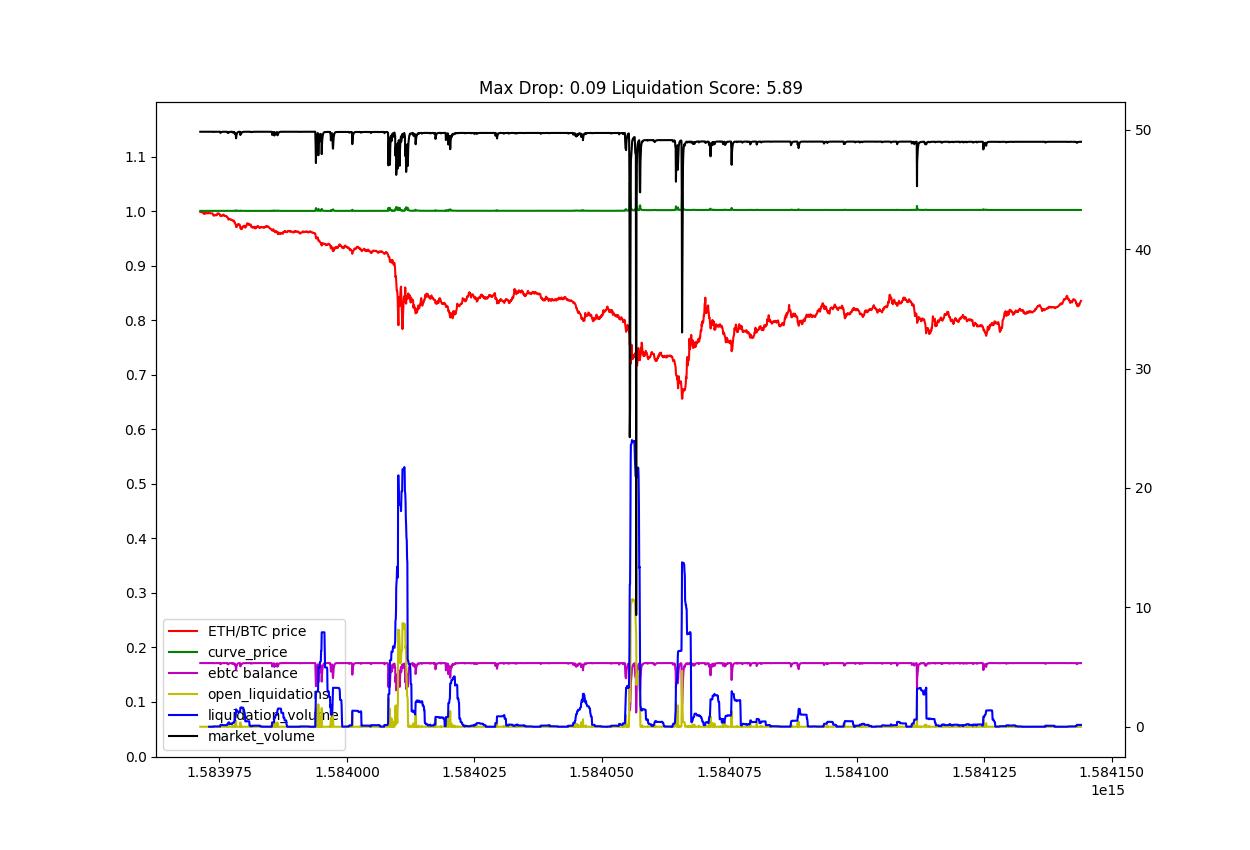 Max Drop: 0.09 Liquidation Score: 5.89
1.1
1.0
0.9
0.8
0.7
0.6
0.5
0.4
0.3
0.2
0.1
0.0
50
40
30
20
10
0
ETH/BTC price
curve_price
ebtc balance
open_liquidations
liquidation_volume
market_volume
1.583975 1.584000 1.584025 1.584050 1.584075 1.584100 1.584125 1.584150
1e15